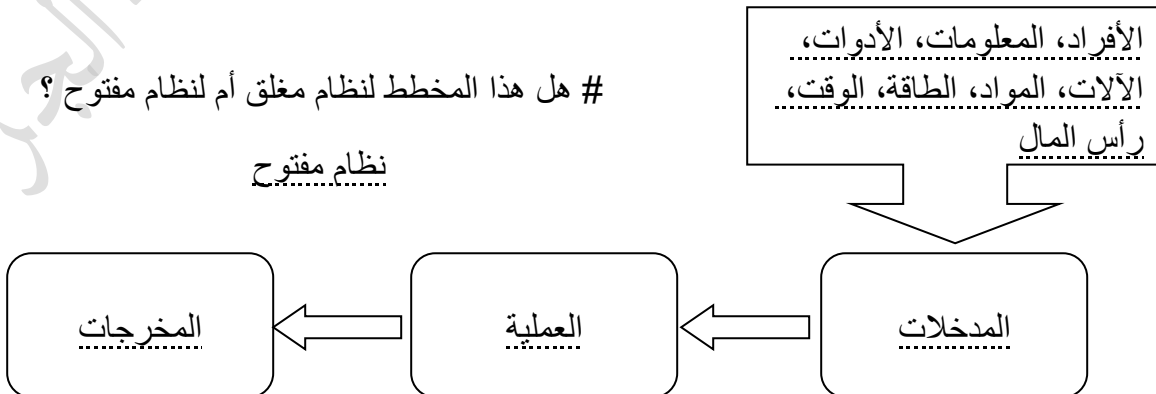 الأفراد، المعلومات، الأدوات،
الآلات، المواد، الطاقة، الوقت،
رأس المال
# هل هذا المخطط لنظام مغلق أم لنظام مفتوح ؟
نظام مفتوح
المدخلات
العملية
المخرجات